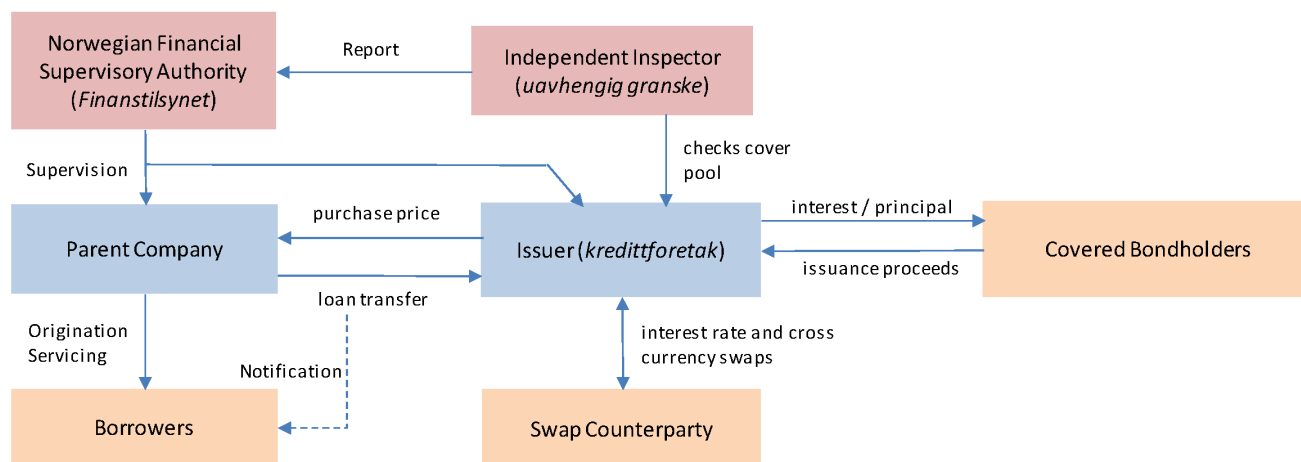 Norwegian Financial
Supervisory Authority
(Finanstilsynet)
Report
Independent Inspector
(uavhengig granske)
Supervision
checks cover
pool
Parent Company
purchase price
loan transfer
Issuer (kredittforetak)
interest / principal
issuance proceeds
Covered Bondholders
Origination
Servicing
Notification
interest rate and cross
currency swaps
Borrowers
Swap Counterparty